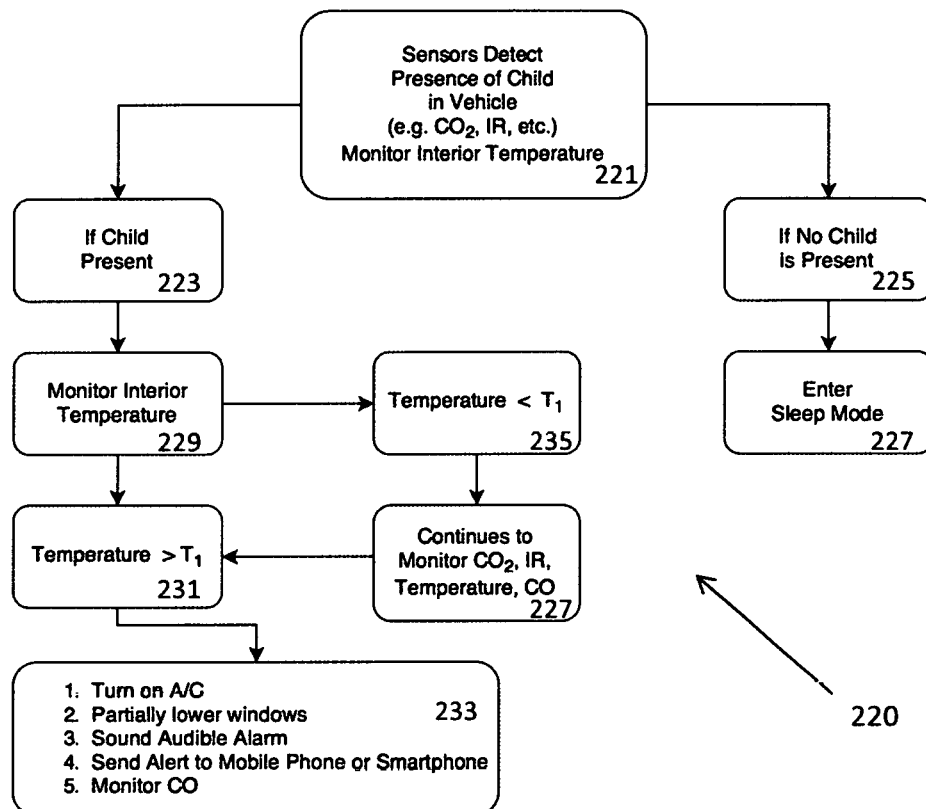 Sensors Detect
Presence of Child
in Vehicle
(e.g. CO₂, IR, etc.)
Monitor Interior Temperature
221
If Child
Present
223
If No Child
is Present
225
Monitor Interior
Temperature
229
Temperature < T₁
235
Enter
Sleep Mode
227
Temperature > T₁
231
Continues to
Monitor CO₂, IR,
Temperature, CO
227
1. Turn on A/C
2. Partially lower windows
3. Sound Audible Alarm
4. Send Alert to Mobile Phone or Smartphone
5. Monitor CO
233
220